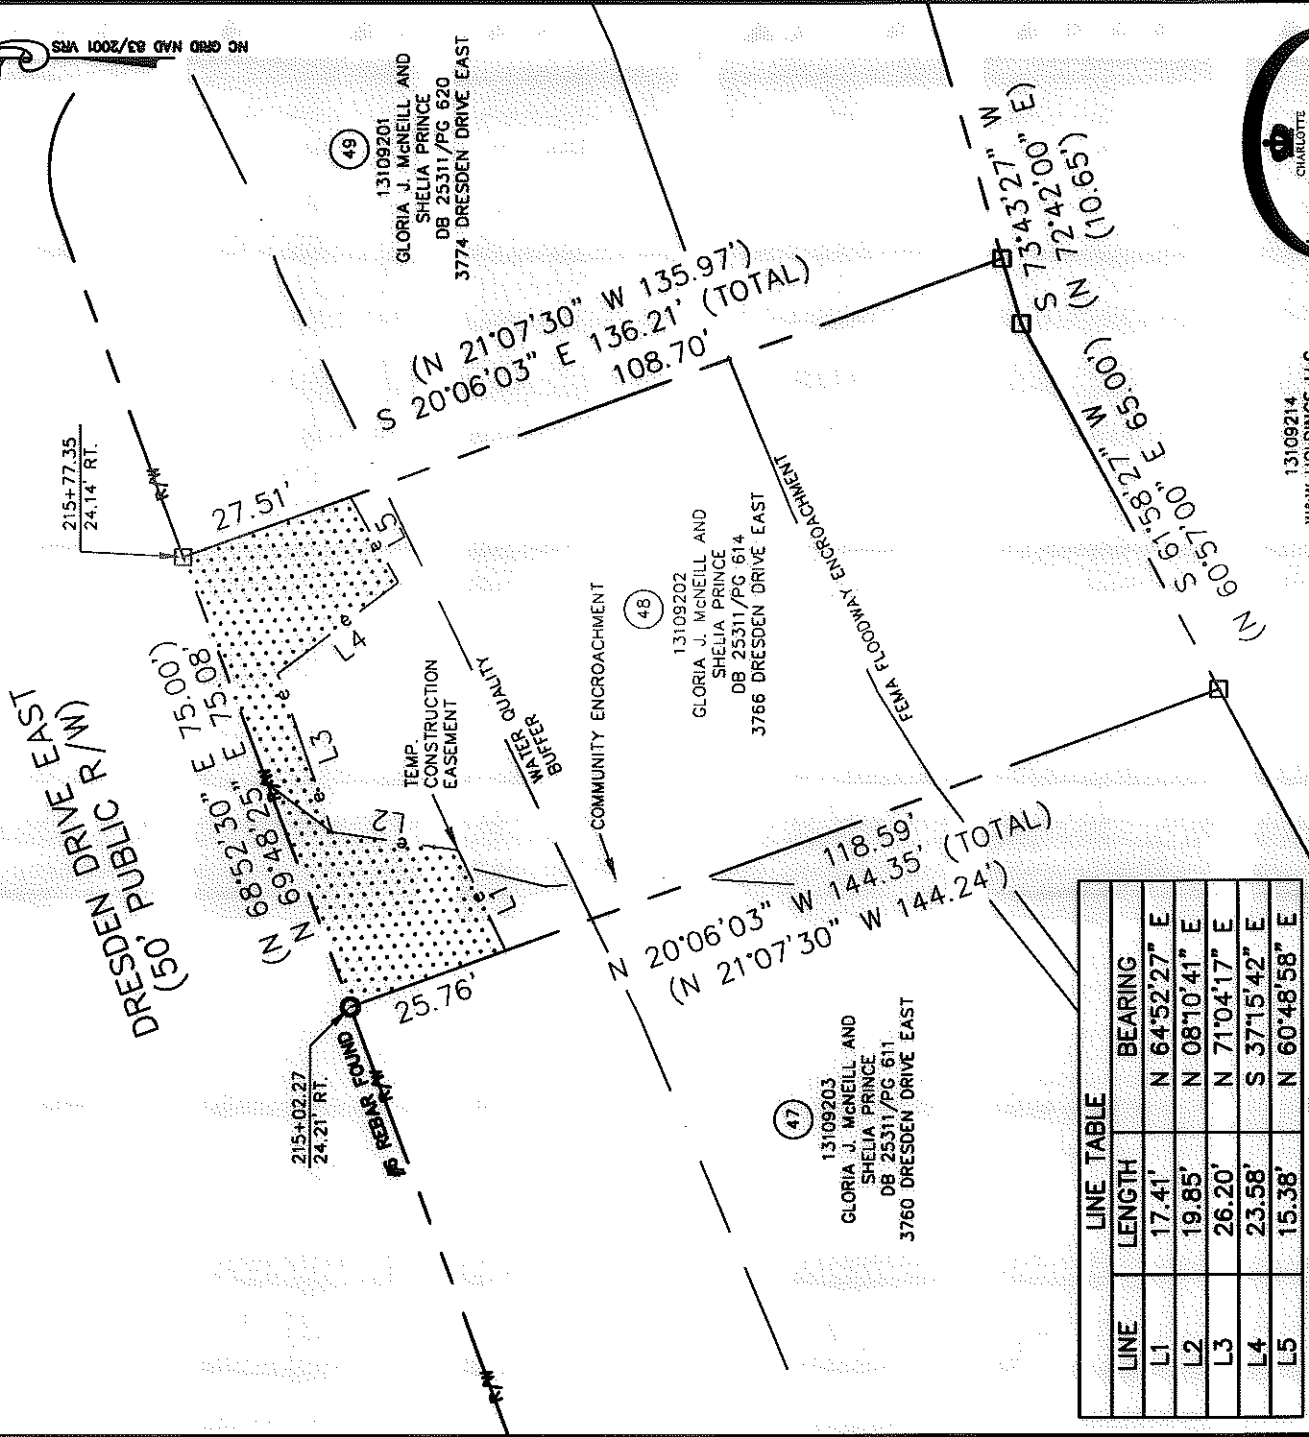 NC GRID NAD 83/2001 VRS
DRESDEN DRIVE EAST
(50' PUBLIC R/W)
215+77.35
24.14' RT.
R/W
49
13109201
GLORIA J. McNEILL AND
SHELIA PRINCE
DB 25311/PG 620
3774 DRESDEN DRIVE EAST
(N 68°52'30" E 75.00')
N 69°48'25" E 75.08'
R/W
27.51'
L5
e
L4
e
L3
e
e
L2
e
L1
e
TEMP.
CONSTRUCTION
EASEMENT
WATER QUALITY
BUFFER
COMMUNITY ENCROACHMENT
(N 21°07'30" W 135.97')
S 20°06'03" E 136.21' (TOTAL)
108.70'
215+02.27
24.21' RT.
#5 REBAR FOUND
R/W
25.76'
48
13109202
GLORIA J. McNEILL AND
SHELIA PRINCE
DB 25311/PG 614
3766 DRESDEN DRIVE EAST
FEMA FLOODWAY ENCROACHMENT
118.59'
N 20°06'03" W 144.35' (TOTAL)
(N 21°07'30" W 144.24')
S 73°43'27" W
(N 72°42'00" E)
(10.65')
S 61°58'27" W
(N 60°57'00" E 65.00')
CHARLOTTE
13109214
47
13109203
GLORIA J. McNEILL AND
SHELIA PRINCE
DB 25311/PG 611
3760 DRESDEN DRIVE EAST
R/W
LINE TABLE
LINE LENGTH BEARING
L1 17.41' N 64°52'27" E
L2 19.85' N 08°10'41" E
L3 26.20' N 71°04'17" E
L4 23.58' S 37°15'42" E
L5 15.38' N 60°48'58" E